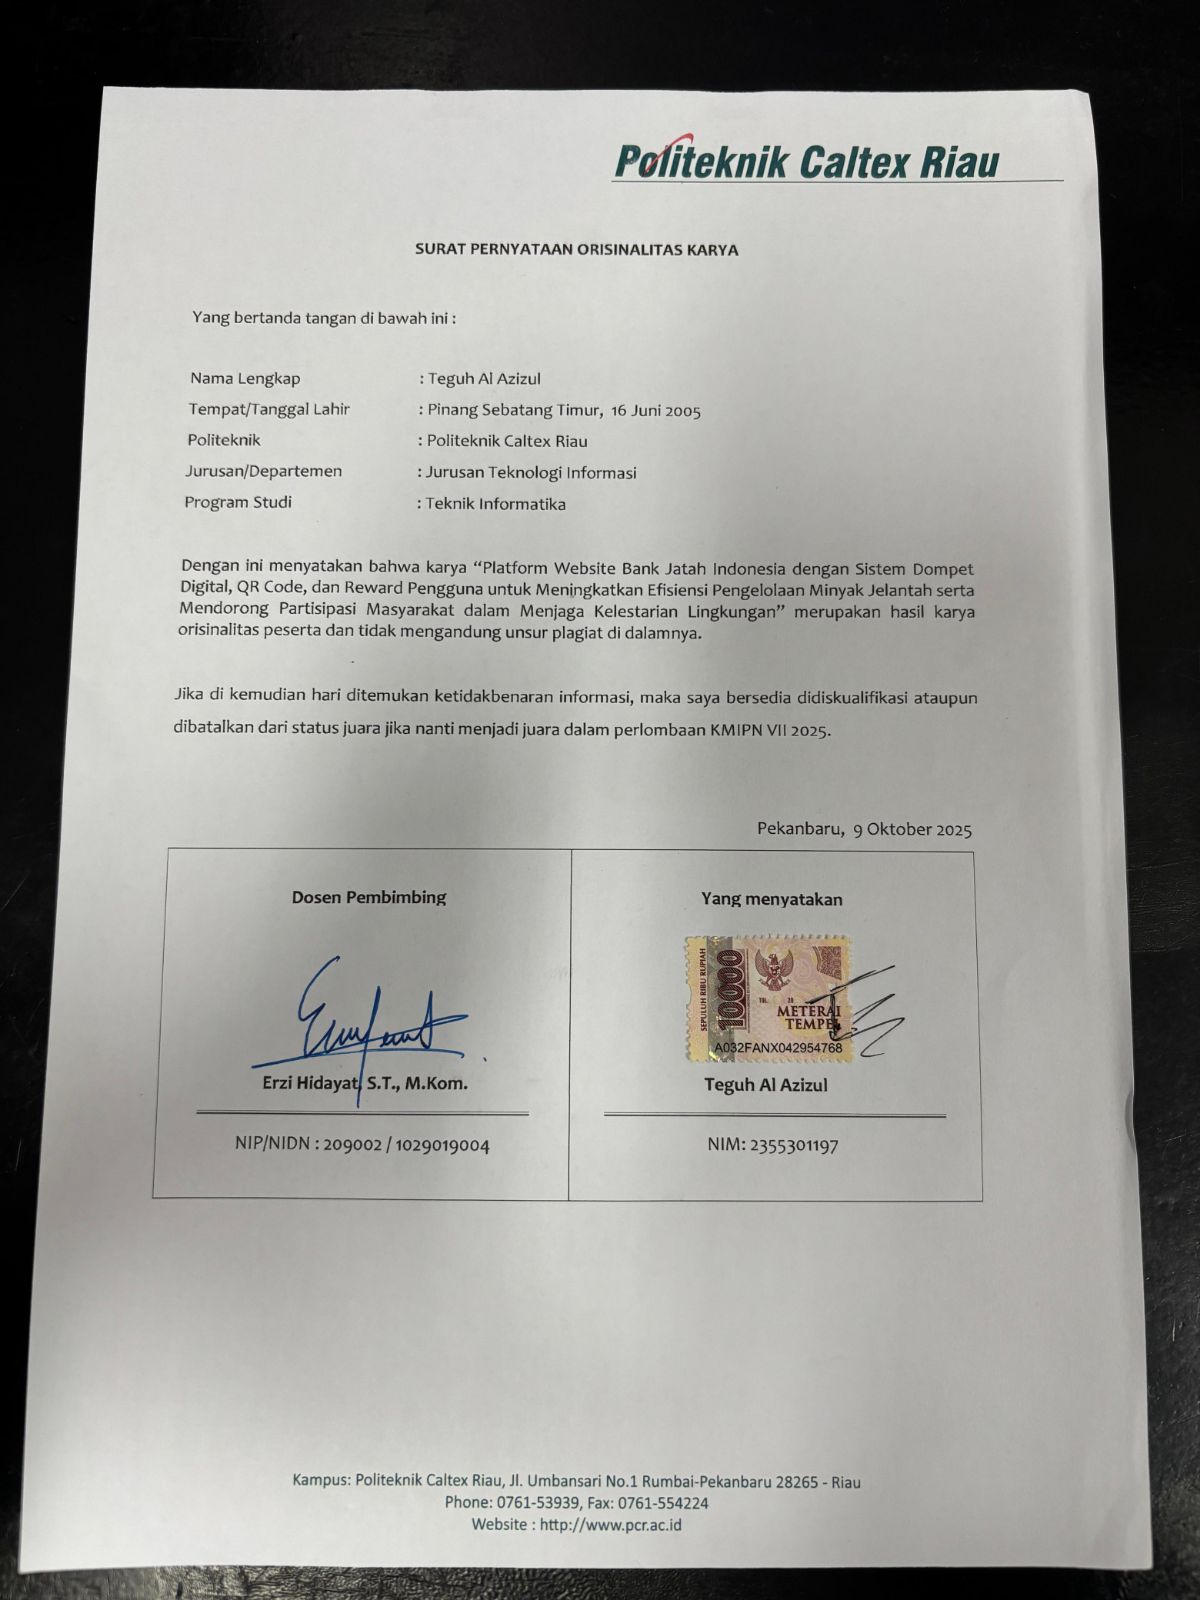 Politeknik Caltex Riau
SURAT PERNYATAAN ORISINALITAS KARYA
Yang bertanda tangan di bawah ini :
Nama Lengkap : Teguh Al Azizul
Tempat/Tanggal Lahir : Pinang Sebatang Timur, 16 Juni 2005
Politeknik : Politeknik Caltex Riau
Jurusan/Departemen : Jurusan Teknologi Informasi
Program Studi : Teknik Informatika
Dengan ini menyatakan bahwa karya “Platform Website Bank Jatah Indonesia dengan Sistem Dompet
Digital, QR Code, dan Reward Pengguna untuk Meningkatkan Efisiensi Pengelolaan Minyak Jelantah serta
Mendorong Partisipasi Masyarakat dalam Menjaga Kelestarian Lingkungan” merupakan hasil karya
orisinalitas peserta dan tidak mengandung unsur plagiat di dalamnya.
Jika di kemudian hari ditemukan ketidakbenaran informasi, maka saya bersedia didiskualifikasi ataupun
dibatalkan dari status juara jika nanti menjadi juara dalam perlombaan KMIPN VII 2025.
Pekanbaru, 9 Oktober 2025
Dosen Pembimbing
Erzi Hidayat, S.T., M.Kom.
NIP/NIDN : 209002 / 1029019004
Yang menyatakan
SEPULUH RIBU RUPIAH
10000
TGL. 20
METERAI
TEMPEL
A032FANX042954768
Teguh Al Azizul
NIM: 2355301197
Kampus: Politeknik Caltex Riau, Jl. Umbansari No.1 Rumbai-Pekanbaru 28265 - Riau
Phone: 0761-53939, Fax: 0761-554224
Website : http://www.pcr.ac.id